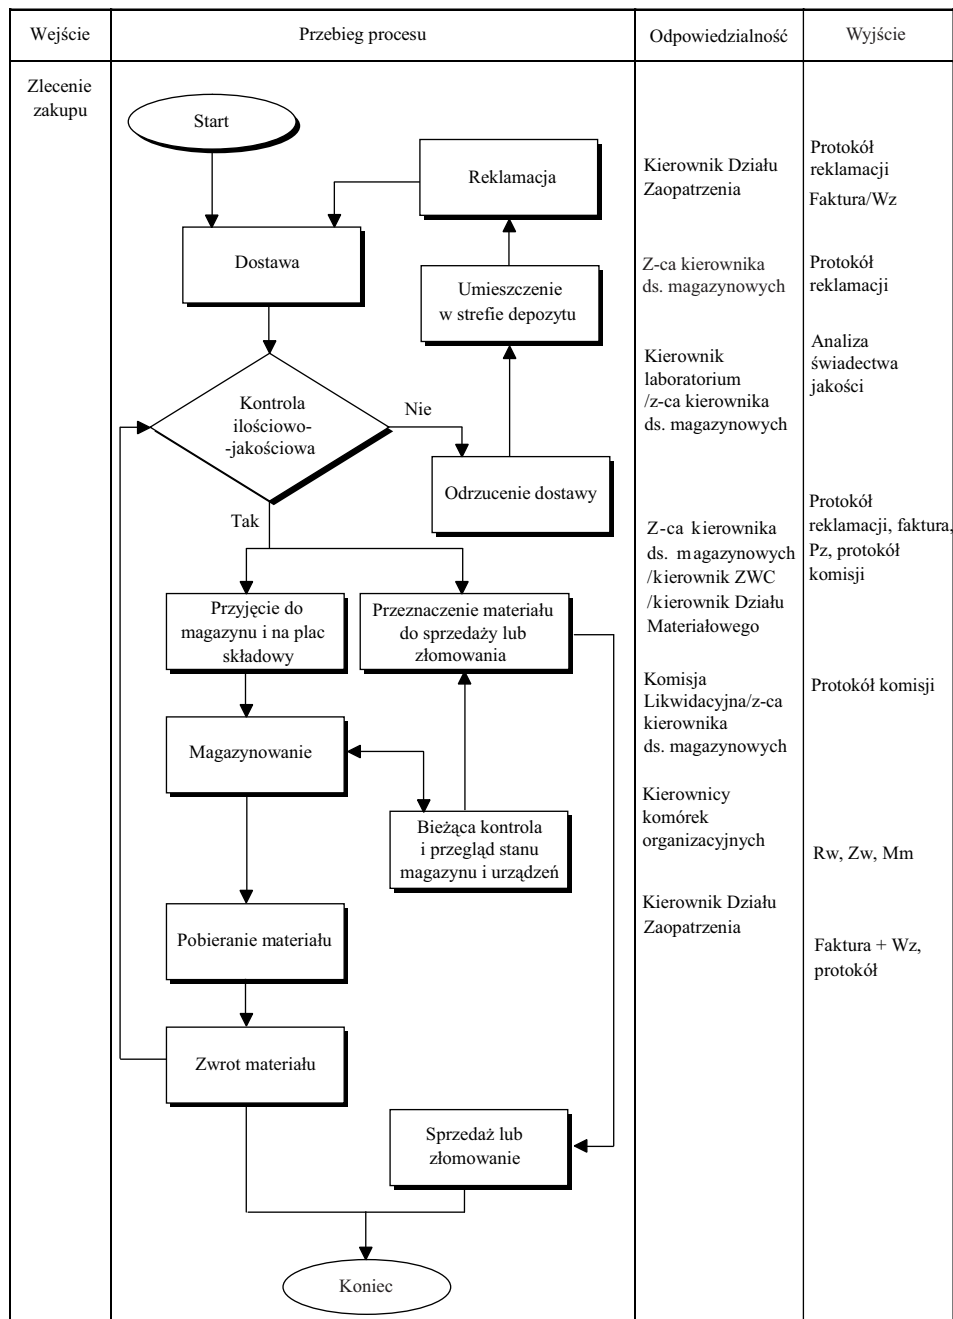 Wejście
Przebieg procesu
Odpowiedzialność
Wyjście
Zlecenie
zakupu
Start
Reklamacja
Dostawa
Umieszczenie
w strefie depozytu
Kontrola
ilościowo-
-jakościowa
Nie
Odrzucenie dostawy
Tak
Przyjęcie do
magazynu i na plac
składowy
Przeznaczenie materiału
do sprzedaży lub
złomowania
Magazynowanie
Bieżąca kontrola
i przegląd stanu
magazynu i urządzeń
Pobieranie materiału
Zwrot materiału
Sprzedaż lub
złomowanie
Koniec
Kierownik Działu
Zaopatrzenia
Z-ca kierownika
ds. magazynowych
Kierownik
laboratorium
/z-ca kierownika
ds. magazynowych
Z-ca kierownika
ds. magazynowych
/kierownik ZWC
/kierownik Działu
Materiałowego
Komisja
Likwidacyjna/z-ca
kierownika
ds. magazynowych
Kierownicy
komórek
organizacyjnych
Kierownik Działu
Zaopatrzenia
Protokół
reklamacji
Faktura/Wz
Protokół
reklamacji
Analiza
świadectwa
jakości
Protokół
reklamacji, faktura,
Pz, protokół
komisji
Protokół komisji
Rw, Zw, Mm
Faktura + Wz,
protokół